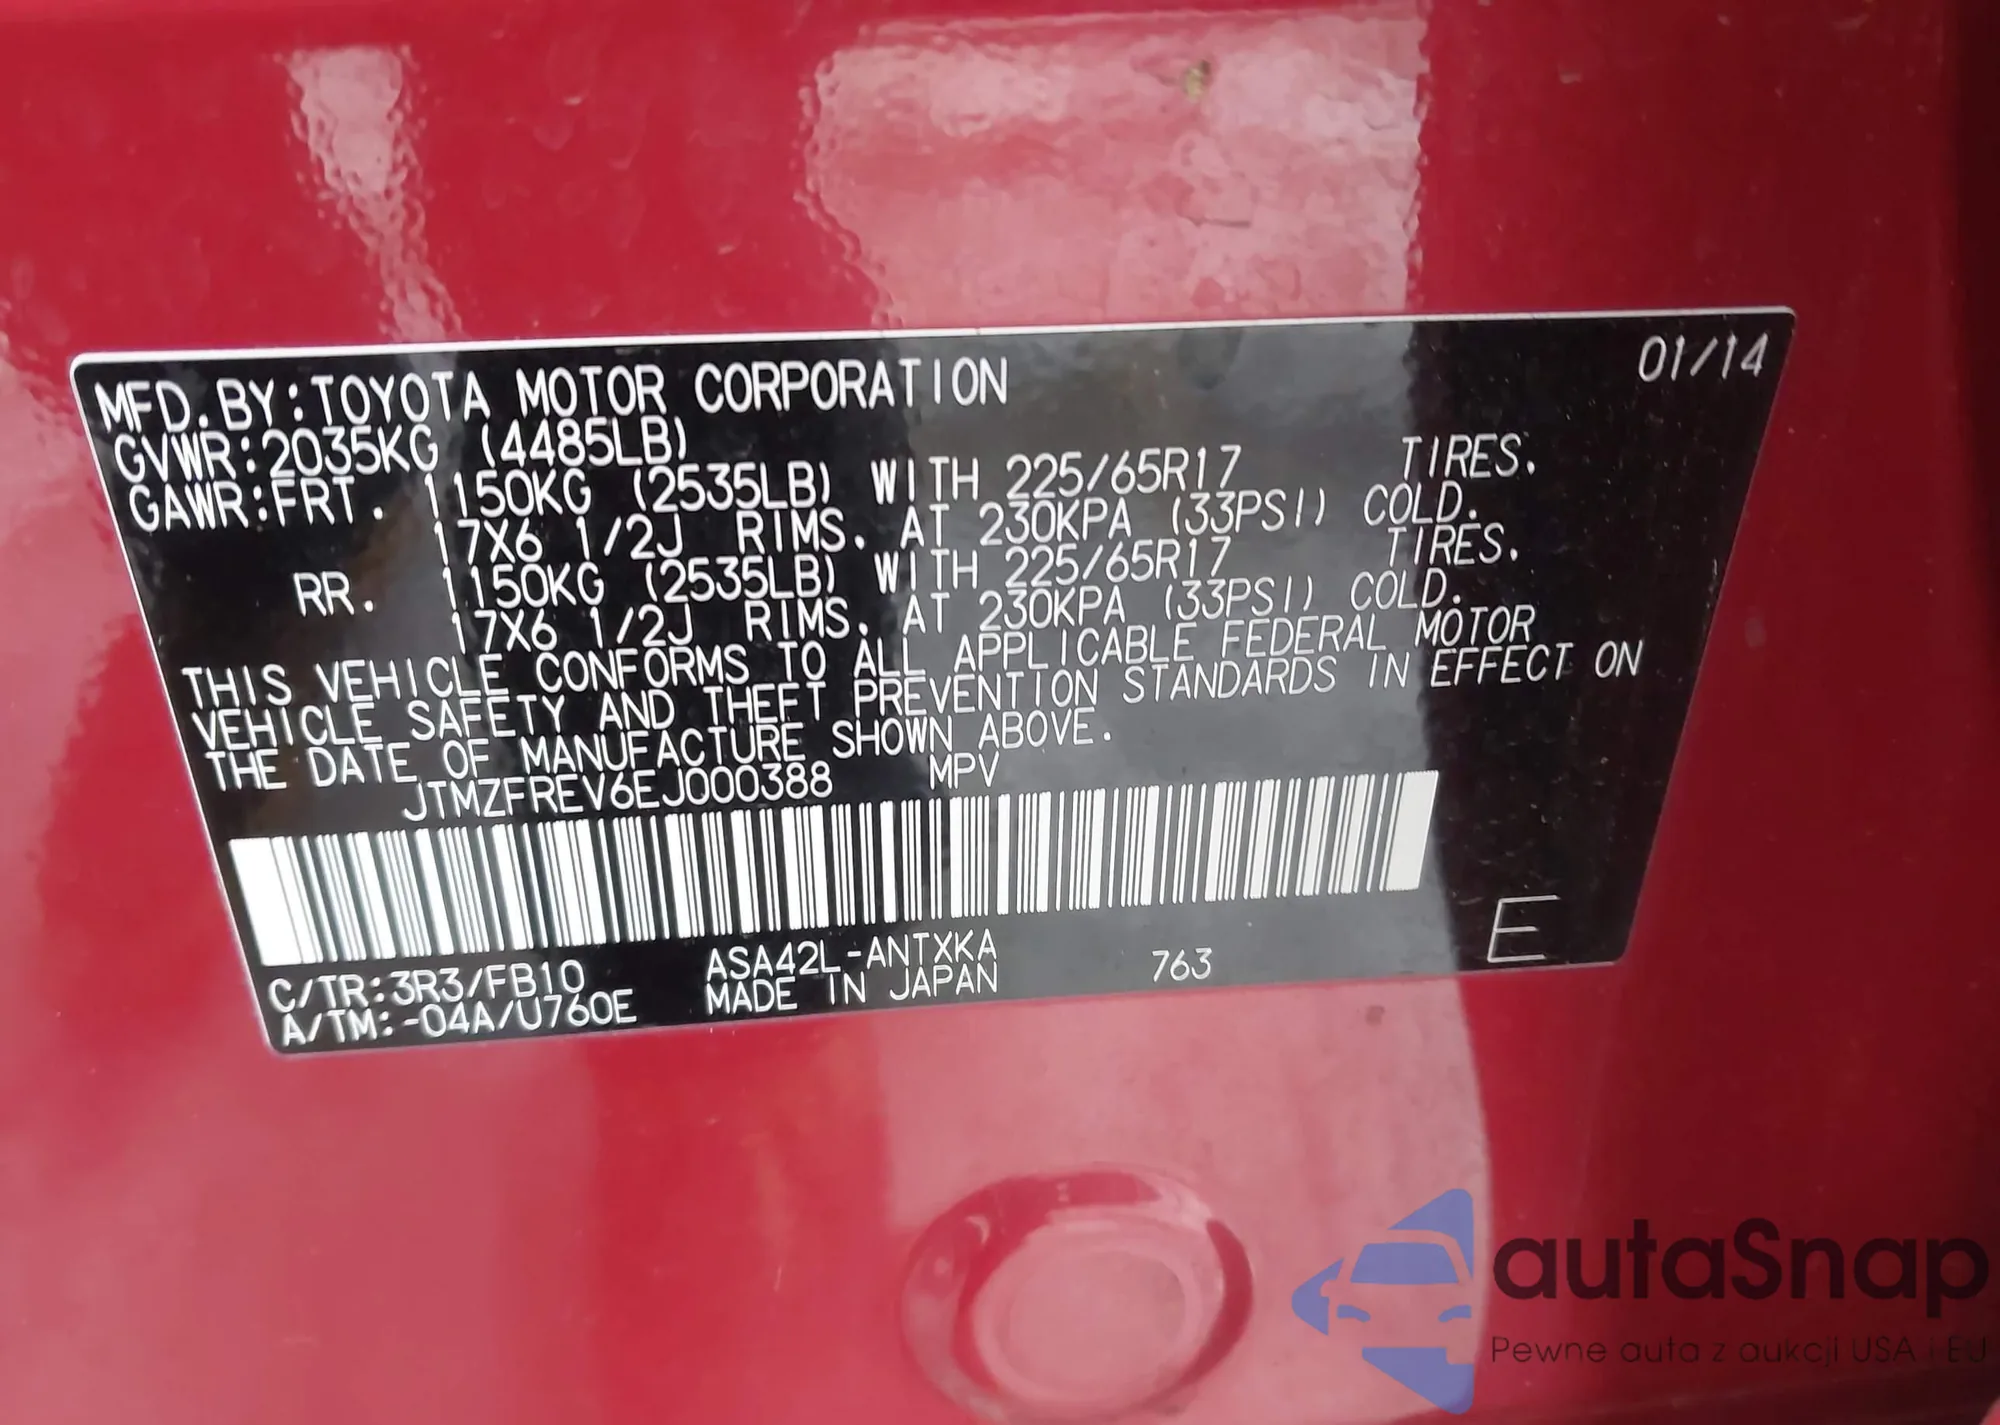 01/14
MFD.BY:TOYOTA MOTOR CORPORATION
GVWR:2035KG (4485LB)
GAWR:FRT. 1150KG (2535LB) WITH 225/65R17 TIRES.
17X6 1/2J RIMS. AT 230KPA (33PSI) COLD.
RR. 1150KG (2535LB) WITH 225/65R17 TIRES.
17X6 1/2J RIMS. AT 230KPA (33PSI) COLD.
THIS VEHICLE CONFORMS TO ALL APPLICABLE FEDERAL MOTOR
VEHICLE SAFETY AND THEFT PREVENTION STANDARDS IN EFFECT ON
THE DATE OF MANUFACTURE SHOWN ABOVE.
JTMZFREV6EJ000388 MPV
C/TR:3R3/FB10 ASA42L-ANTXKA 763 E
A/TM:-04A/U760E MADE IN JAPAN
autaSnap
Pewne auta z aukcji USA i EU